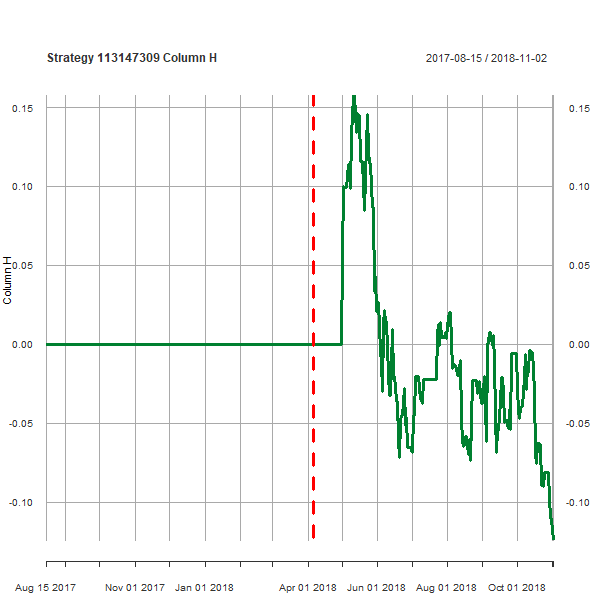 Strategy 113147309 Column H
2017-08-15 / 2018-11-02
0.15
0.15
0.10
0.10
0.05
0.05
Column H
0.00
0.00
-0.05
-0.05
-0.10
-0.10
Aug 15 2017
Nov 01 2017
Jan 01 2018
Apr 01 2018
Jun 01 2018
Aug 01 2018
Oct 01 2018